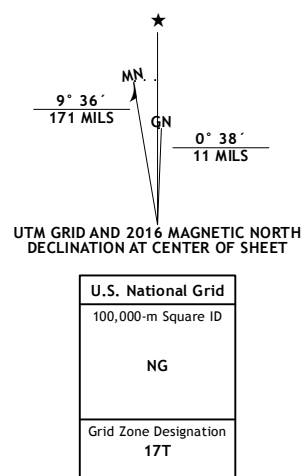 MN
GN
9° 36´
171 MILS
0° 38´
11 MILS
UTM GRID AND 2016 MAGNETIC NORTH
DECLINATION AT CENTER OF SHEET
U.S. National Grid
100,000-m Square ID
NG
Grid Zone Designation
17T